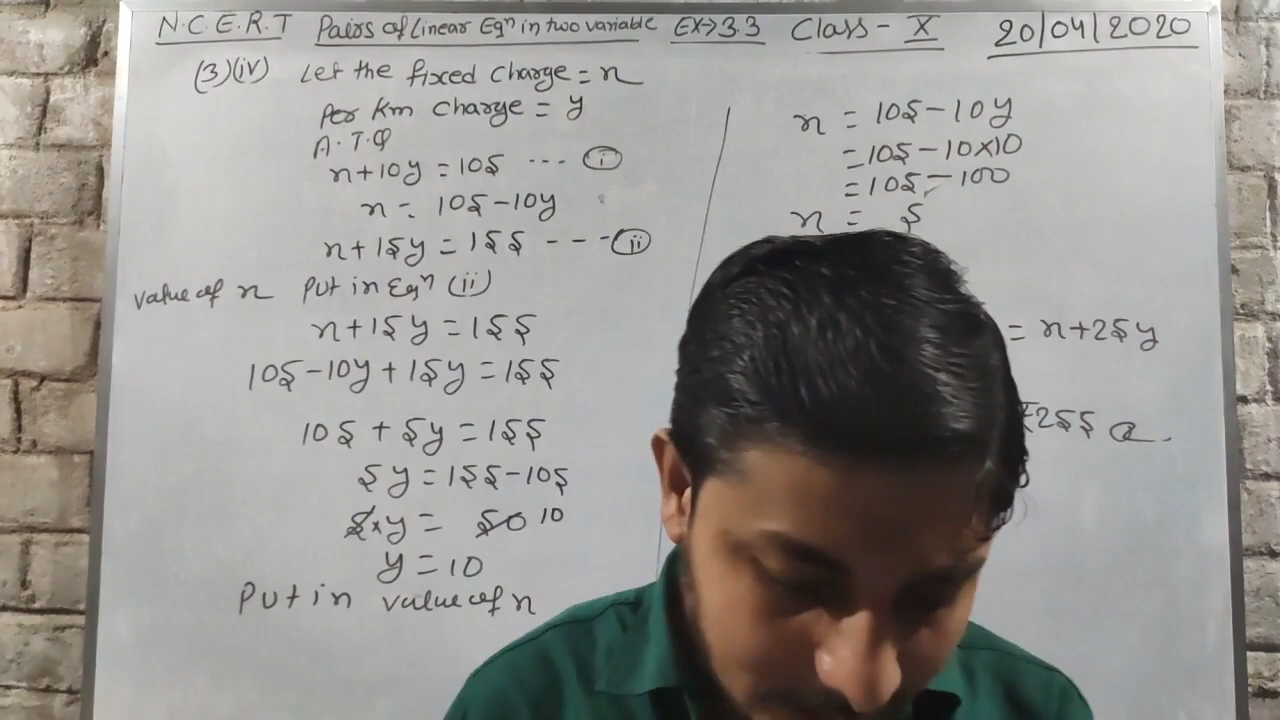 N.C.E.R.T Pairs of Linear Eqⁿ in two variable EX→3.3 Class - X 20/04/2020
(3)(iv) Let the fixed charge = x
Per Km charge = y
A.T.Q
x+10y = 105 --- (i)
x = 105-10y
x+15y = 155 --- (ii)
value of x Put in Eqⁿ (ii)
x+15y = 155
105-10y+15y = 155
105 + 5y = 155
5y = 155-105
5×y = 50 10
y = 10
Put in value of x
x = 105-10y
= 105-10×10
= 105-100
x = 5
= x+25y
₹255